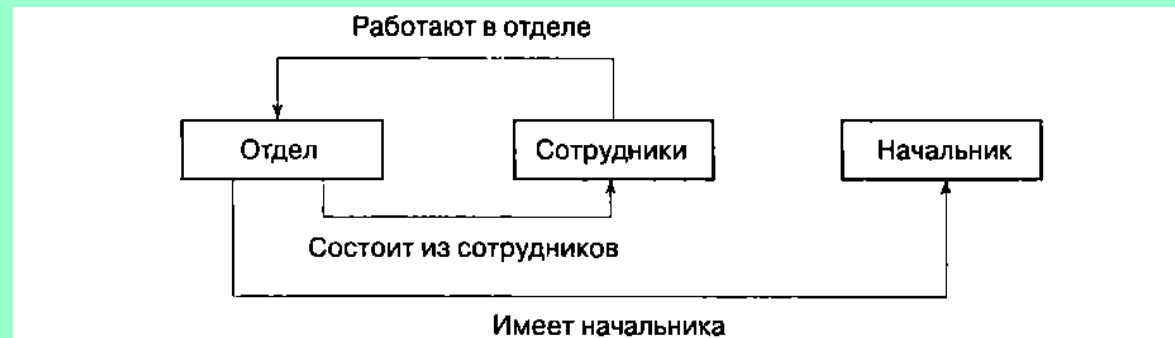 Работают в отделе
Отдел
Сотрудники
Начальник
Состоит из сотрудников
Имеет начальника